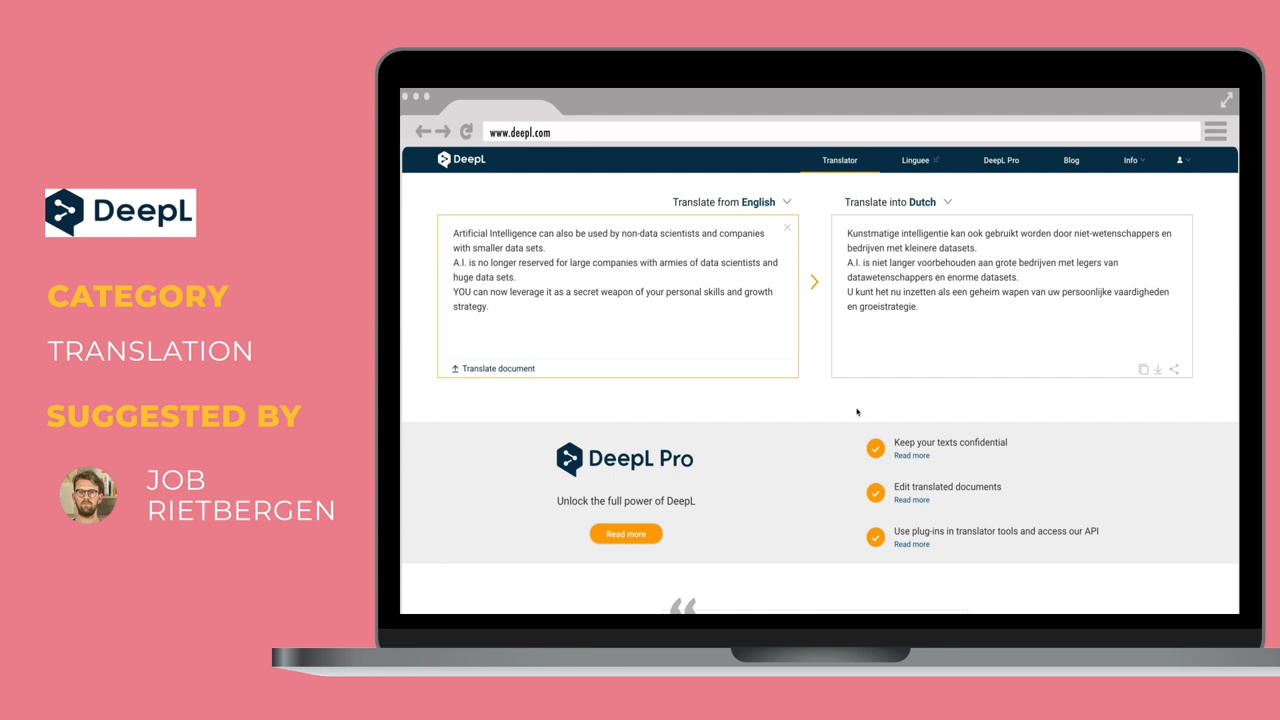 DeepL
CATEGORY
TRANSLATION
SUGGESTED BY
JOB
RIETBERGEN
www.deepl.com
DeepL
Translator
Linguee
DeepL Pro
Blog
Info
Translate from English
Artificial Intelligence can also be used by non-data scientists and companies
with smaller data sets.
A.I. is no longer reserved for large companies with armies of data scientists and
huge data sets.
YOU can now leverage it as a secret weapon of your personal skills and growth
strategy.
Translate document
Translate into Dutch
Kunstmatige intelligentie kan ook gebruikt worden door niet-wetenschappers en
bedrijven met kleinere datasets.
A.I. is niet langer voorbehouden aan grote bedrijven met legers van
datawetenschappers en enorme datasets.
U kunt het nu inzetten als een geheim wapen van uw persoonlijke vaardigheden
en groeistrategie.
DeepL Pro
Unlock the full power of DeepL
Read more
Keep your texts confidential
Read more
Edit translated documents
Read more
Use plug-ins in translator tools and access our API
Read more
“